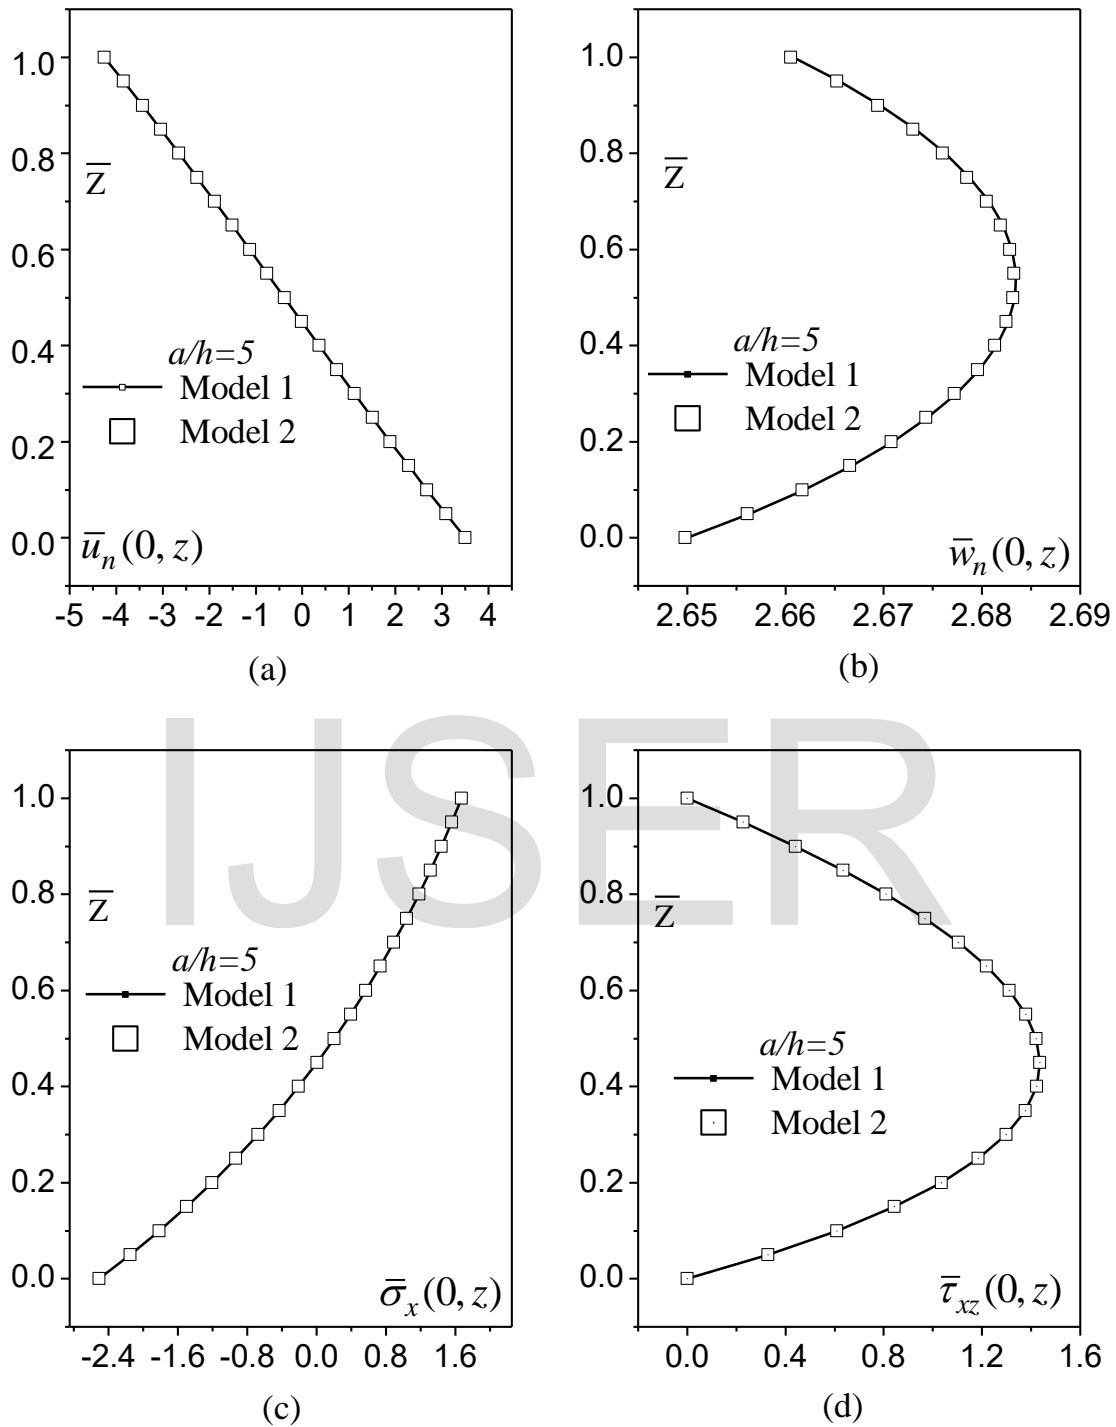 1.0
0.8
0.6
0.4
0.2
0.0
z̅
a/h=5
Model 1
Model 2
u̅ₙ(0, z)
-5 -4 -3 -2 -1 0 1 2 3 4
(a)
1.0
0.8
0.6
0.4
0.2
0.0
z̅
a/h=5
Model 1
Model 2
w̅ₙ(0, z)
2.65 2.66 2.67 2.68 2.69
(b)
IJSER
1.0
0.8
0.6
0.4
0.2
0.0
z̅
a/h=5
Model 1
Model 2
σ̅ₓ(0, z)
-2.4 -1.6 -0.8 0.0 0.8 1.6
(c)
1.0
0.8
0.6
0.4
0.2
0.0
z̅
a/h=5
Model 1
Model 2
τ̅xz(0, z)
0.0 0.4 0.8 1.2 1.6
(d)